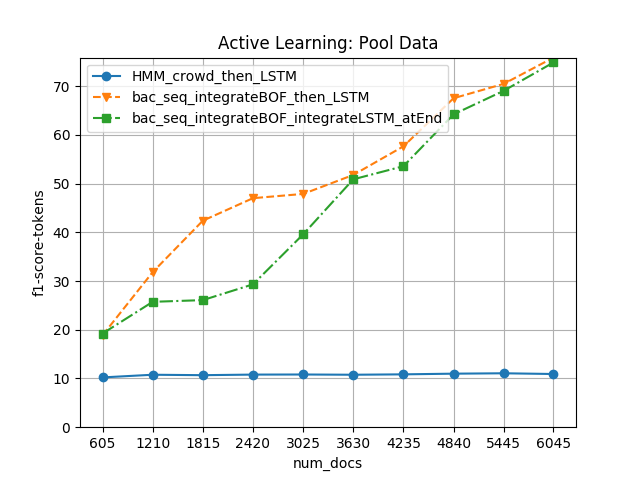 Active Learning: Pool Data
HMM_crowd_then_LSTM
bac_seq_integrateBOF_then_LSTM
bac_seq_integrateBOF_integrateLSTM_atEnd
f1-score-tokens
70
60
50
40
30
20
10
0
605 1210 1815 2420 3025 3630 4235 4840 5445 6045
num_docs